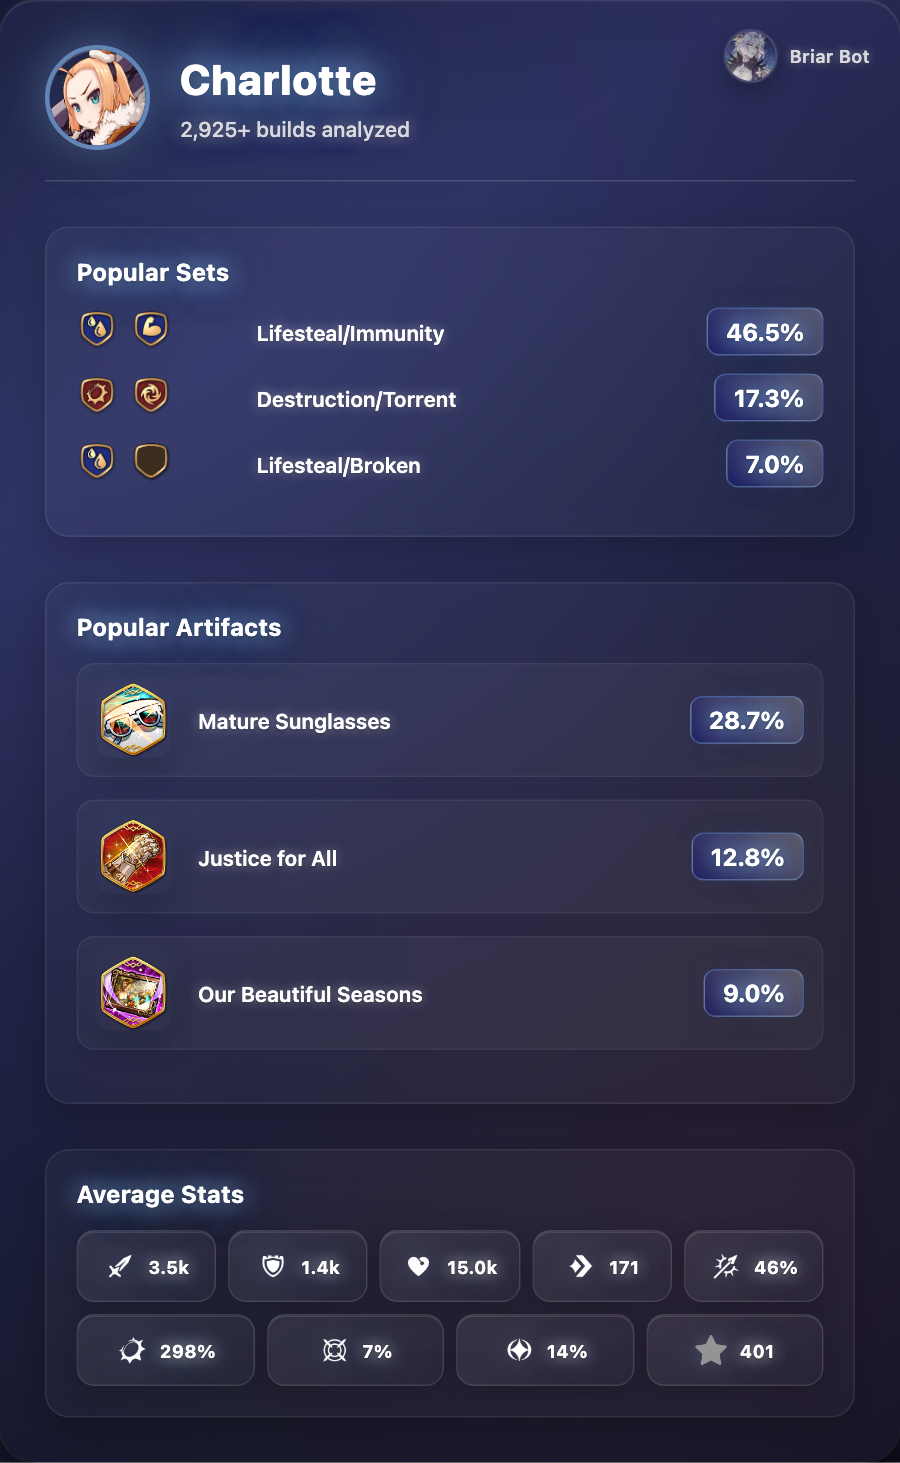 Charlotte
2,925+ builds analyzed
Briar Bot
Popular Sets
Lifesteal/Immunity 46.5%
Destruction/Torrent 17.3%
Lifesteal/Broken 7.0%
Popular Artifacts
Mature Sunglasses 28.7%
Justice for All 12.8%
Our Beautiful Seasons 9.0%
Average Stats
3.5k 1.4k 15.0k 171 46%
298% 7% 14% 401